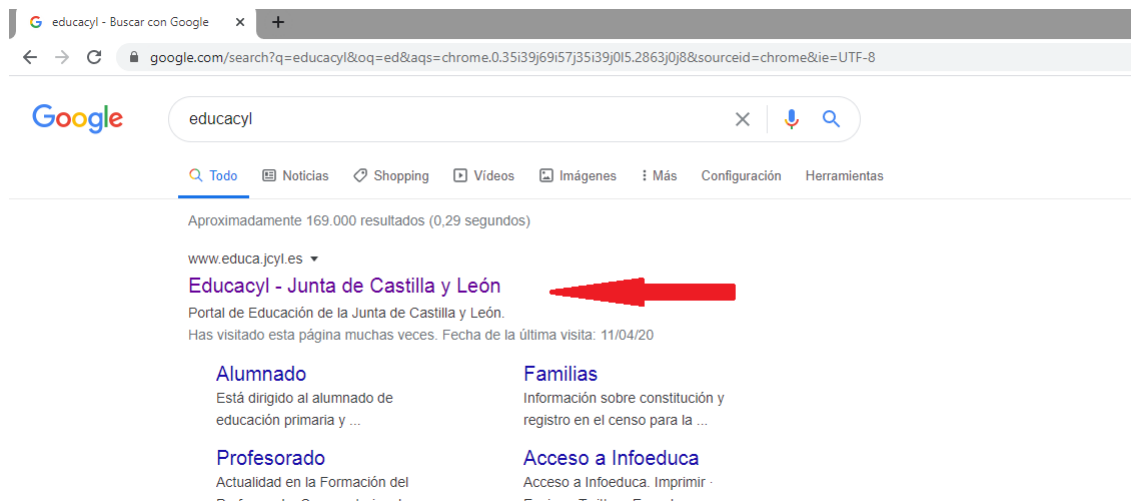 educacyl - Buscar con Google
google.com/search?q=educacyl&oq=ed&aqs=chrome.0.35i39j69i57j35i39j0l5.2863j0j8&sourceid=chrome&ie=UTF-8
Google
educacyl
Todo Noticias Shopping Vídeos Imágenes Más Configuración Herramientas
Aproximadamente 169.000 resultados (0,29 segundos)
www.educa.jcyl.es
Educacyl - Junta de Castilla y León
Portal de Educación de la Junta de Castilla y León.
Has visitado esta página muchas veces. Fecha de la última visita: 11/04/20
Alumnado
Está dirigido al alumnado de
educación primaria y ...
Familias
Información sobre constitución y
registro en el censo para la ...
Profesorado
Actualidad en la Formación del
Acceso a Infoeduca
Acceso a Infoeduca. Imprimir ·